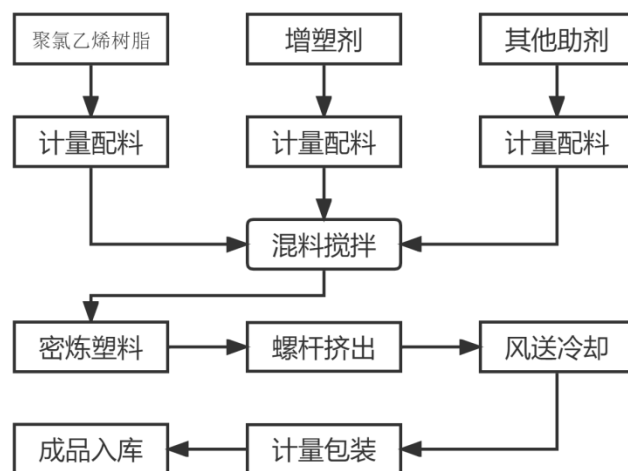 聚氯乙烯树脂
增塑剂
其他助剂
计量配料
计量配料
计量配料
混料搅拌
密炼塑料
螺杆挤出
风送冷却
成品入库
计量包装